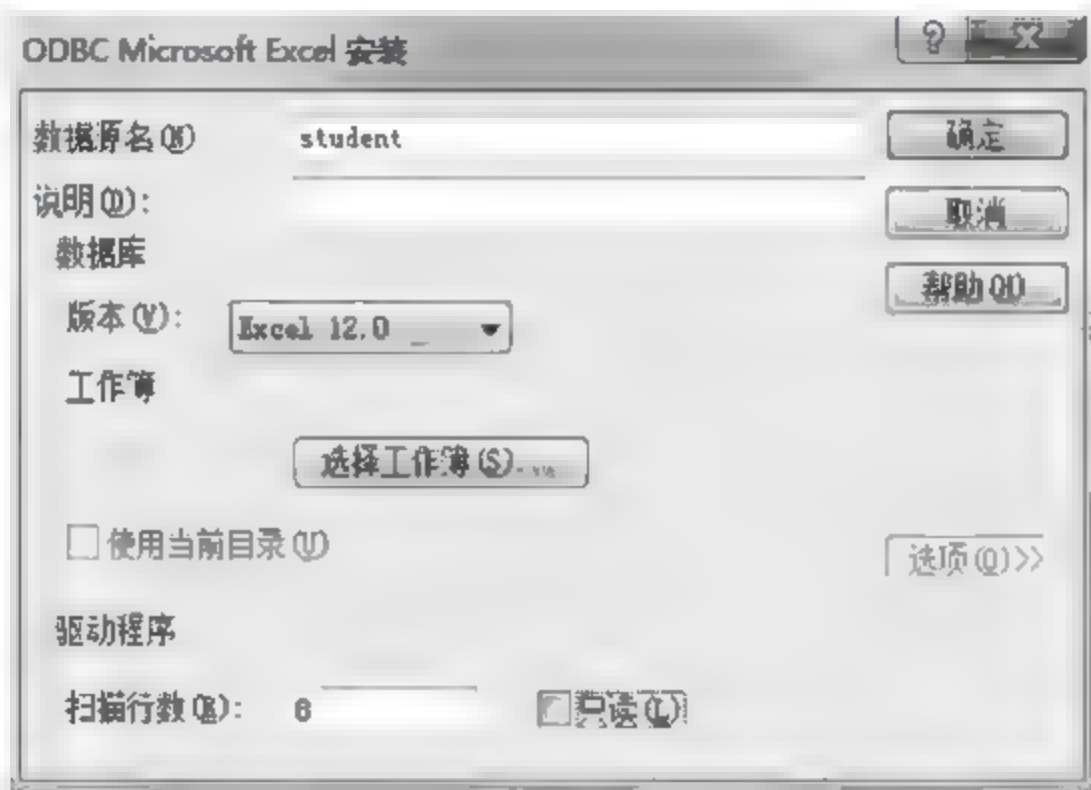 ODBC Microsoft Excel 安装
数据原名(N)
student
确定
说明(D):
取消
数据库
帮助(H)
版本(V):
Excel 12.0
工作簿
选择工作簿(S)...
使用当前目录(U)
选项(O)>>
驱动程序
扫描行数(R):
8
只读(L)